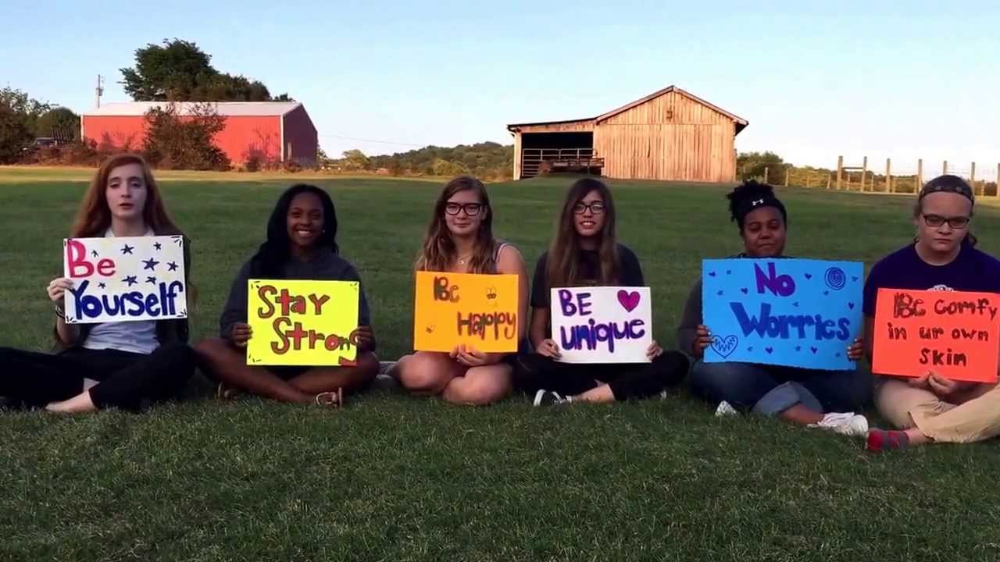 Be
Yourself
Stay
Strong
Be
Happy
BE
unique
No
Worries
Be comfy
in ur own
skin